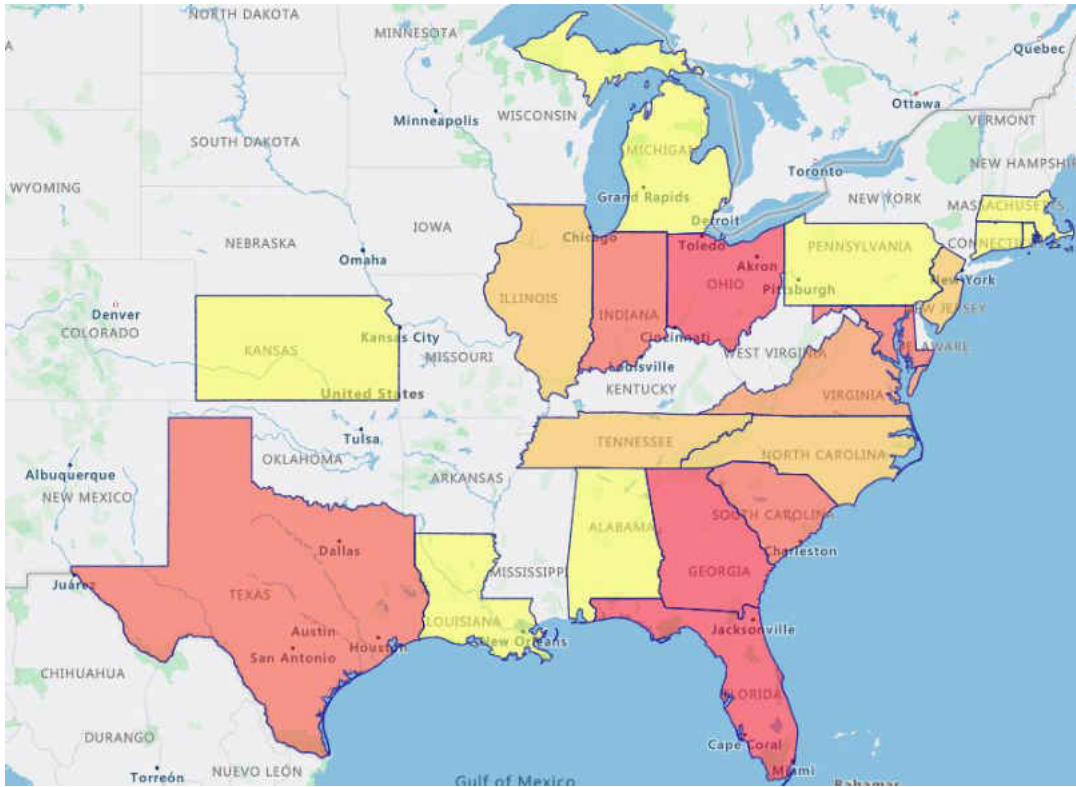 NORTH DAKOTA
MINNESOTA
Quebec
Ottawa
Minneapolis
WISCONSIN
VERMONT
SOUTH DAKOTA
MICHIGAN
NEW HAMPSHIR
Toronto
WYOMING
Grand Rapids
NEW YORK
MASSACHUSETTS
Detroit
IOWA
Chicago
Toledo
NEBRASKA
PENNSYLVANIA
CONNECTI
Omaha
Akron
New York
OHIO
Pittsburgh
ILLINOIS
Denver
INDIANA
W JERSEY
COLORADO
Kansas City
Cincinnati
KANSAS
MISSOURI
WEST VIRGINIA
Louisville
KENTUCKY
United States
VIRGINIA
Tulsa
TENNESSEE
NORTH CAROLINA
OKLAHOMA
Albuquerque
ARKANSAS
NEW MEXICO
SOUTH CAROLINA
ALABAMA
Dallas
Charleston
MISSISSIPPI
GEORGIA
Juárez
TEXAS
LOUISIANA
Jacksonville
Austin
New Orleans
Houston
San Antonio
CHIHUAHUA
FLORIDA
DURANGO
Cape Coral
NUEVO LEÓN
Miami
Torreón
Gulf of Mexico
Bahamas